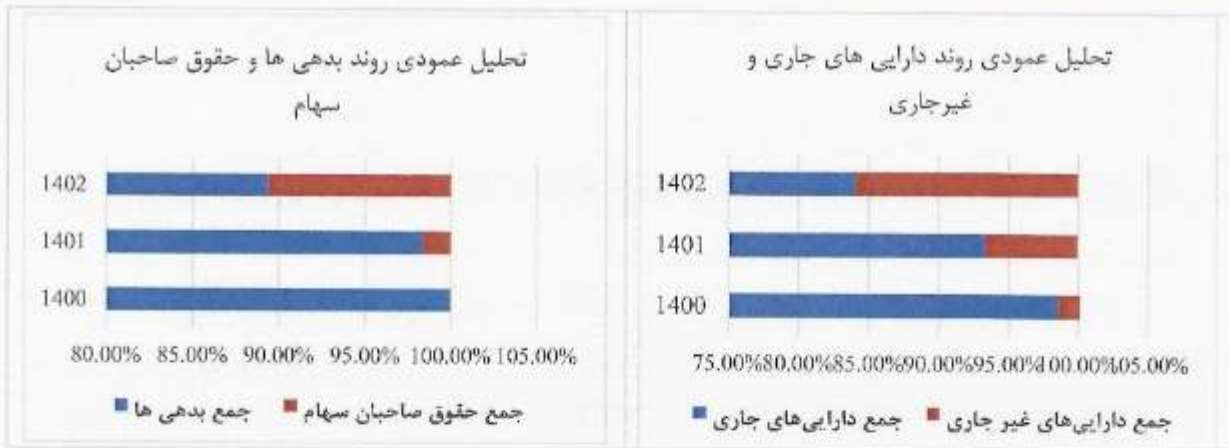 تحلیل عمودی روند دارایی های جاری و
غیرجاری
1402
1401
1400
75.00%80.00%85.00%90.00%95.00%100.00%105.00%
جمع دارایی‌های جاری
جمع دارایی‌های غیر جاری
تحلیل عمودی روند بدهی ها و حقوق صاحبان
سهام
1402
1401
1400
80.00% 85.00% 90.00% 95.00% 100.00% 105.00%
جمع بدهی ها
جمع حقوق صاحبان سهام